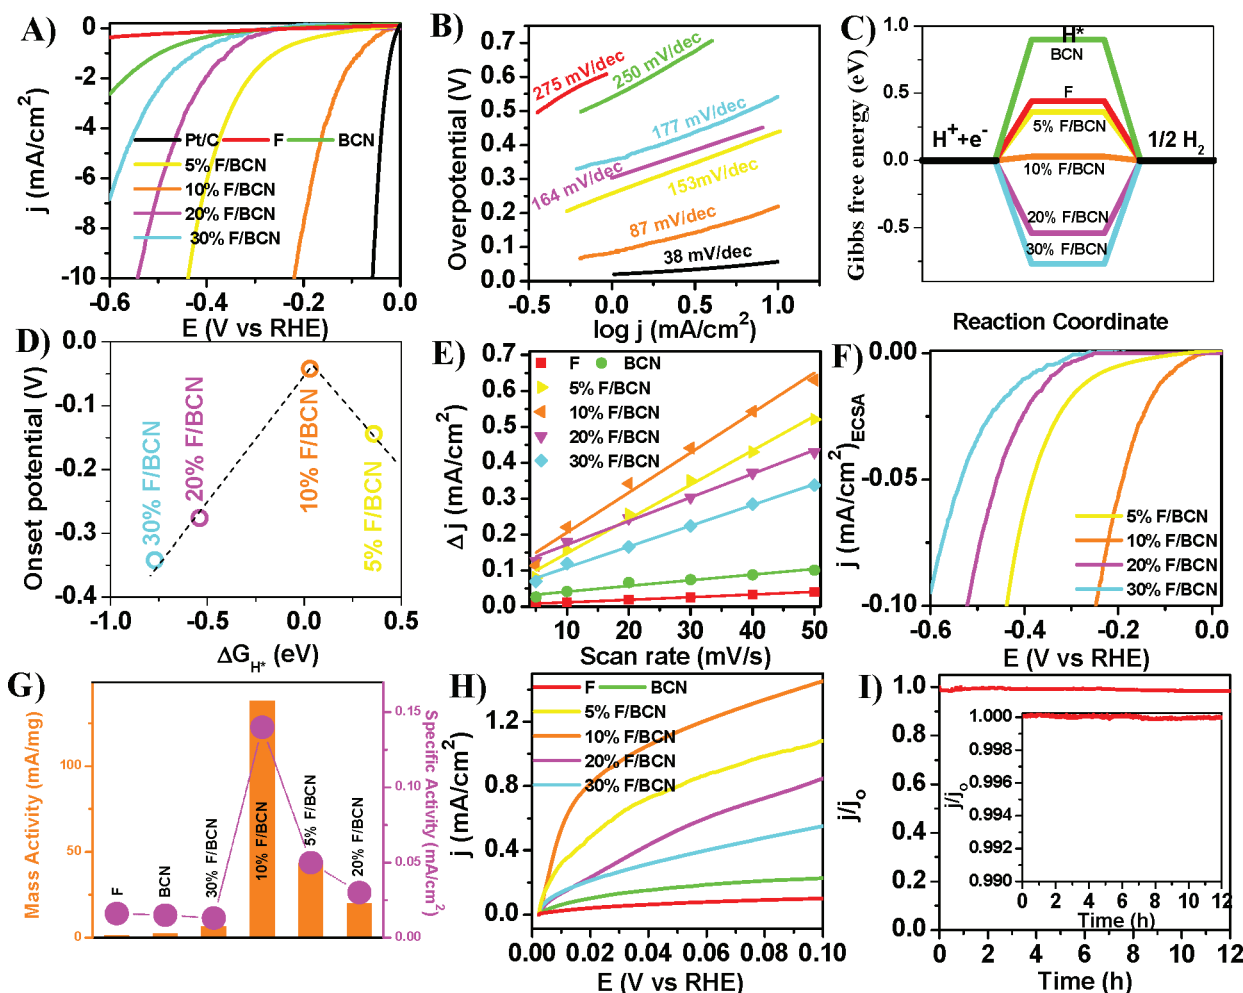 A)
0
-2
-4
-6
-8
-10
j (mA/cm²)
Pt/C F BCN
5% F/BCN
10% F/BCN
20% F/BCN
30% F/BCN
-0.6 -0.4 -0.2 0.0
E (V vs RHE)
B)
0.7
0.6
0.5
0.4
0.3
0.2
0.1
0.0
Overpotential (V)
275 mV/dec
250 mV/dec
177 mV/dec
164 mV/dec
153mV/dec
87 mV/dec
38 mV/dec
-0.5 0.0 0.5 1.0
log j (mA/cm²)
C)
1.0
0.5
0.0
-0.5
Gibbs free energy (eV)
H*
BCN
F
5% F/BCN
H⁺+e⁻
1/2 H₂
10% F/BCN
20% F/BCN
30% F/BCN
Reaction Coordinate
D)
0.0
-0.1
-0.2
-0.3
-0.4
Onset potential (V)
30% F/BCN
20% F/BCN
10% F/BCN
5% F/BCN
-1.0 -0.5 0.0 0.5
ΔG_H* (eV)
E)
0.7
0.6
0.5
0.4
0.3
0.2
0.1
0.0
Δ j (mA/cm²)
F BCN
5% F/BCN
10% F/BCN
20% F/BCN
30% F/BCN
10 20 30 40 50
Scan rate (mV/s)
F)
0.00
-0.05
-0.10
j (mA/cm²)ECSA
5% F/BCN
10% F/BCN
20% F/BCN
30% F/BCN
-0.6 -0.4 -0.2 0.0
E (V vs RHE)
G)
100
50
0
Mass Activity (mA/mg)
F
BCN
30% F/BCN
10% F/BCN
5% F/BCN
20% F/BCN
0.15
0.10
0.05
0.00
Specific Activity (mA/cm²)
H)
1.2
0.8
0.4
0.0
j (mA/cm²)
F BCN
5% F/BCN
10% F/BCN
20% F/BCN
30% F/BCN
0.00 0.02 0.04 0.06 0.08 0.10
E (V vs RHE)
I)
1.0
0.8
0.6
0.4
0.2
0.0
j/jo
1.000
0.998
0.996
0.994
0.992
0.990
j/jo
0 2 4 6 8 10 12
Time (h)
0 2 4 6 8 10 12
Time (h)